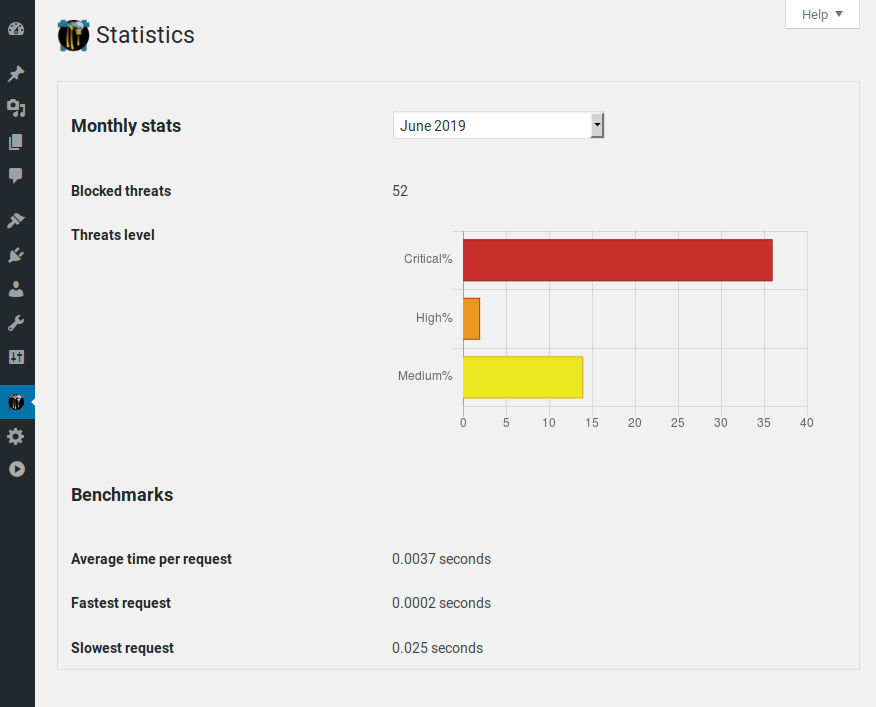 Help
Statistics
Monthly stats
June 2019
Blocked threats
52
Threats level
Critical%
High%
Medium%
0 5 10 15 20 25 30 35 40
Benchmarks
Average time per request
0.0037 seconds
Fastest request
0.0002 seconds
Slowest request
0.025 seconds